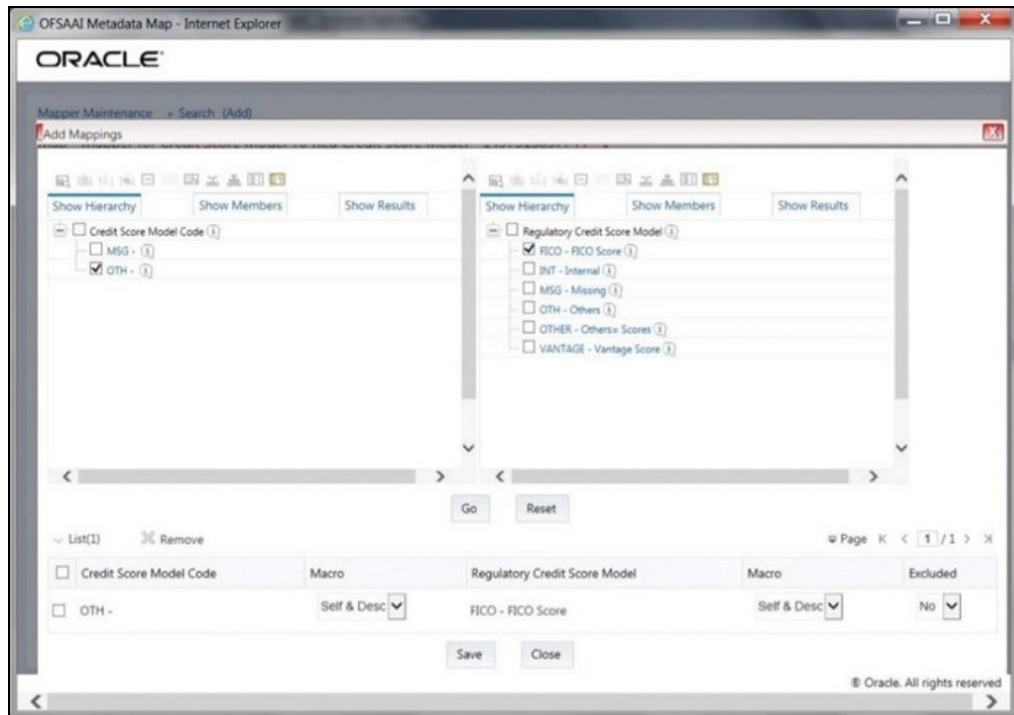 OFSAAI Metadata Map - Internet Explorer
ORACLE
Mapper Maintenance » Search (Add)
Add Mappings
Show Hierarchy Show Members Show Results
Credit Score Model Code
MSG -
OTH -
Show Hierarchy Show Members Show Results
Regulatory Credit Score Model
FICO - FICO Score
INT - Internal
MSG - Missing
OTH - Others
OTHER - Others= Scores
VANTAGE - Vantage Score
Go Reset
List(1) Remove Page 1 / 1
Credit Score Model Code Macro Regulatory Credit Score Model Macro Excluded
OTH - Self & Desc FICO - FICO Score Self & Desc No
Save Close
® Oracle. All rights reserved